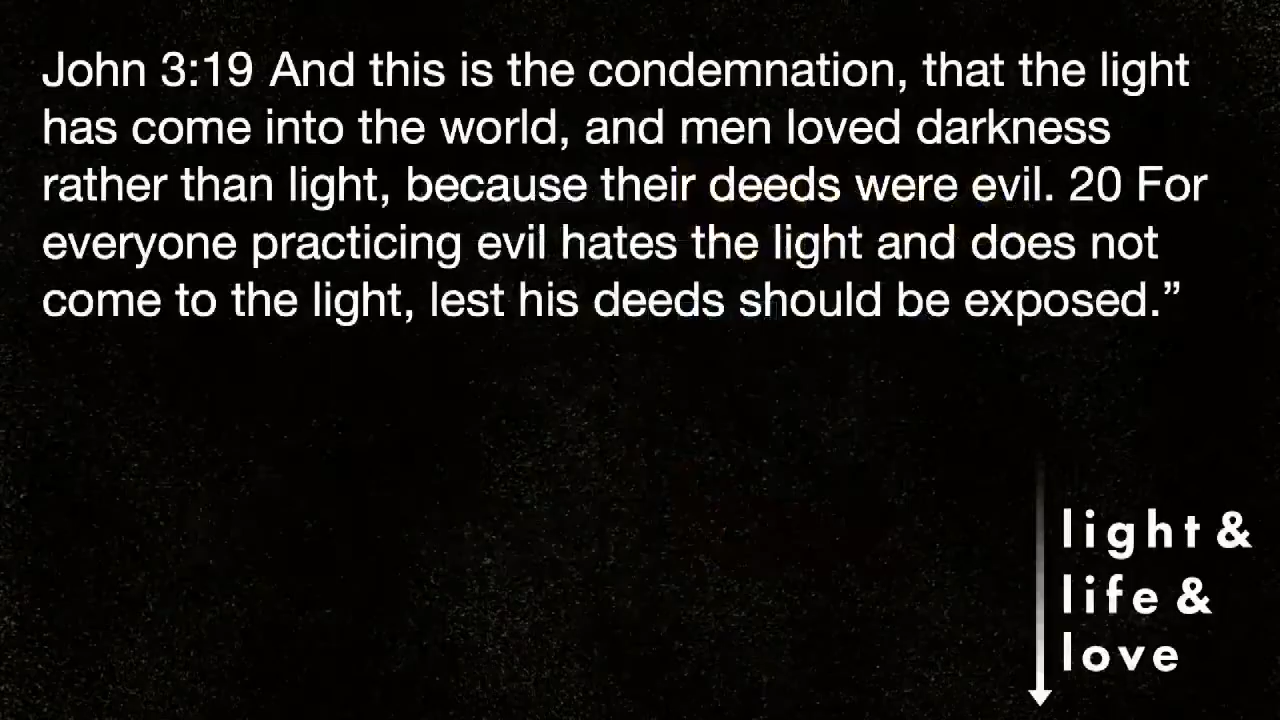 John 3:19 And this is the condemnation, that the light
has come into the world, and men loved darkness
rather than light, because their deeds were evil. 20 For
everyone practicing evil hates the light and does not
come to the light, lest his deeds should be exposed.”
light &
life &
love